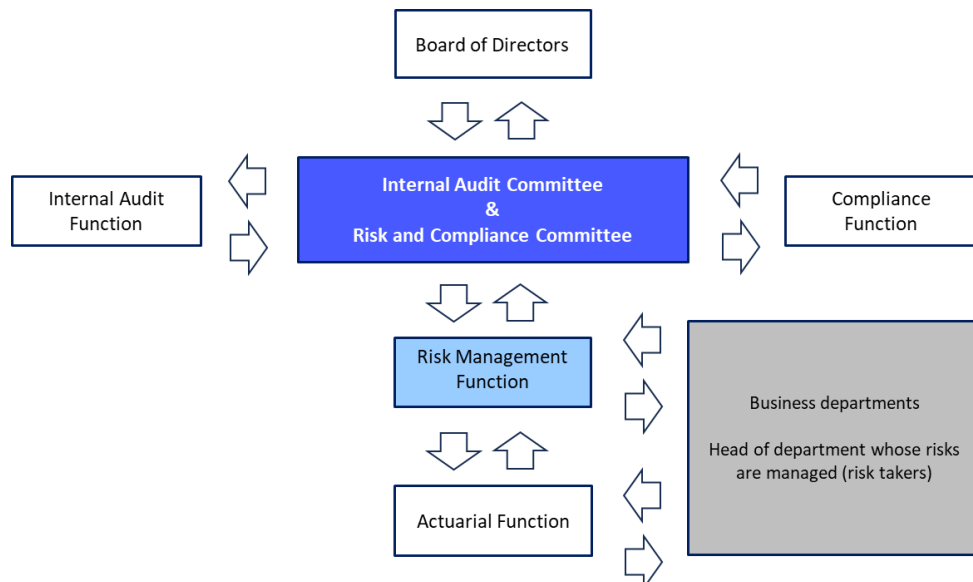 Board of Directors
Internal Audit Function
Internal Audit Committee
&
Risk and Compliance Committee
Compliance
Function
Risk Management
Function
Business departments
Head of department whose risks
are managed (risk takers)
Actuarial Function